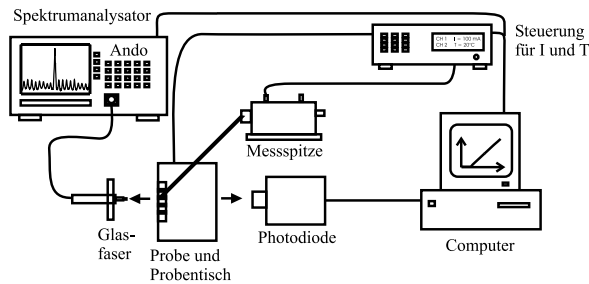 Spektrumanalysator
Ando
CH 1 I = 100 mA
CH 2 T = 20°C
Steuerung
für I und T
Messspitze
Glas-
faser
Probe und
Probentisch
Photodiode
Computer